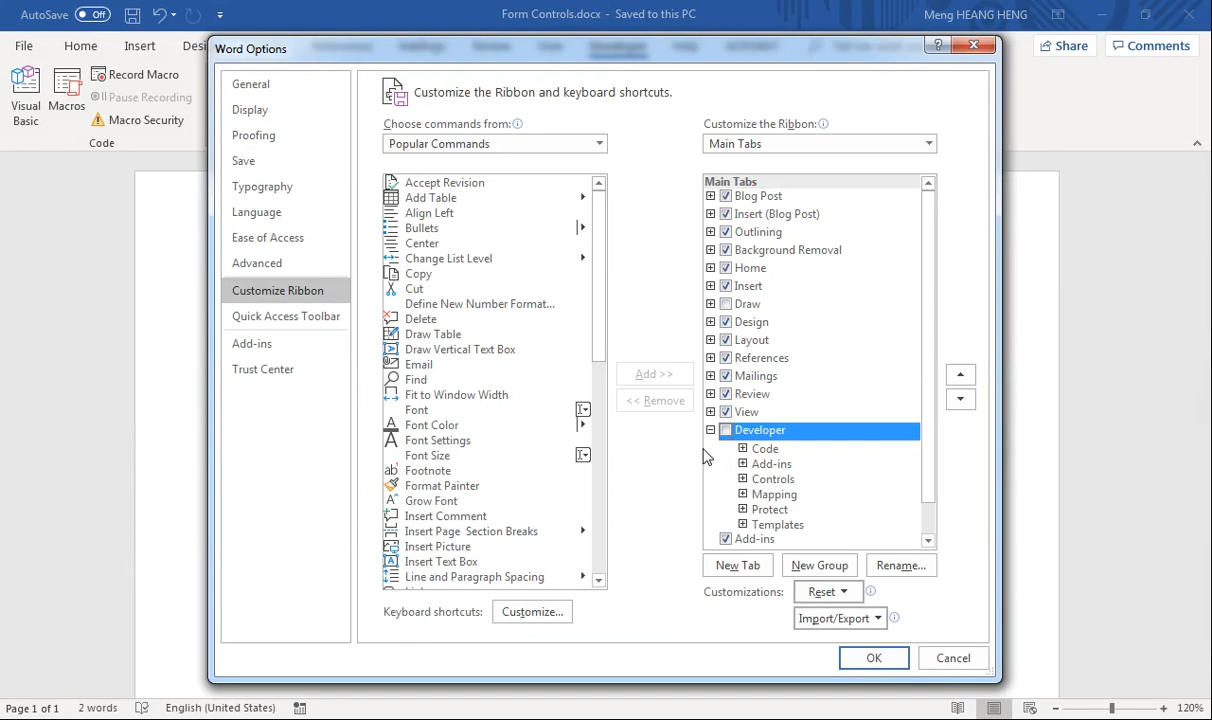 AutoSave Off
Form Controls.docx - Saved to this PC
Meng HEANG HENG
File Home Insert
Share Comments
Visual Basic
Macros
Record Macro
Pause Recording
Macro Security
Code
Word Options
General
Display
Proofing
Save
Typography
Language
Ease of Access
Advanced
Customize Ribbon
Quick Access Toolbar
Add-ins
Trust Center
Customize the Ribbon and keyboard shortcuts.
Choose commands from:
Popular Commands
Accept Revision
Add Table
Align Left
Bullets
Center
Change List Level
Copy
Cut
Define New Number Format...
Delete
Draw Table
Draw Vertical Text Box
Email
Find
Fit to Window Width
Font
Font Color
Font Settings
Font Size
Footnote
Format Painter
Grow Font
Insert Comment
Insert Page Section Breaks
Insert Picture
Insert Text Box
Line and Paragraph Spacing
Keyboard shortcuts: Customize...
Add >>
<< Remove
Customize the Ribbon:
Main Tabs
Main Tabs
Blog Post
Insert (Blog Post)
Outlining
Background Removal
Home
Insert
Draw
Design
Layout
References
Mailings
Review
View
Developer
Code
Add-ins
Controls
Mapping
Protect
Templates
Add-ins
New Tab New Group Rename...
Customizations: Reset
Import/Export
OK Cancel
Page 1 of 1 2 words English (United States) 120%